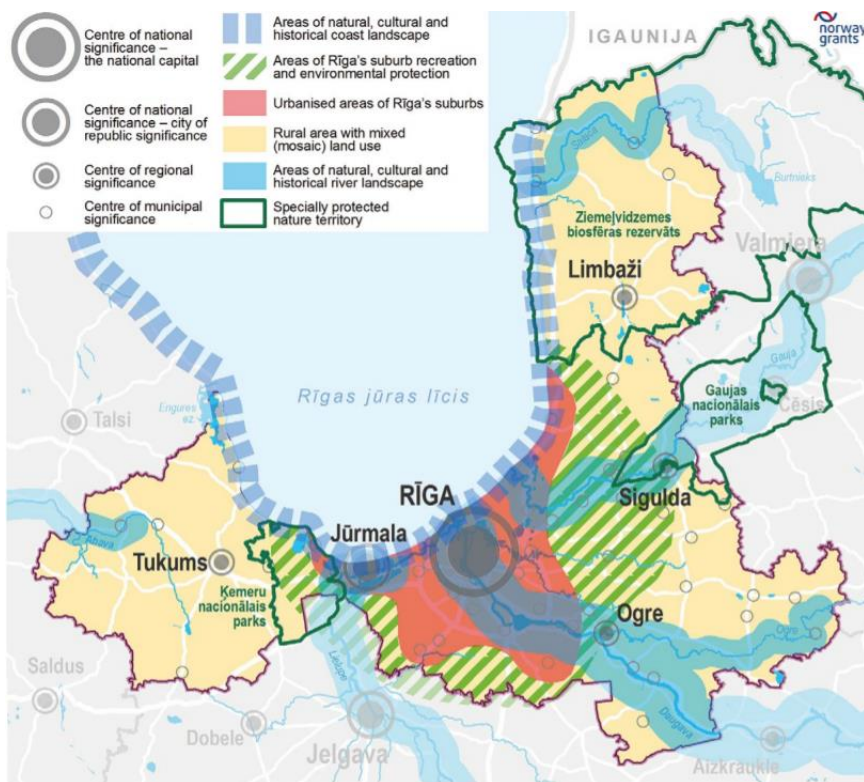 Centre of national
significance –
the national capital
Centre of national
significance – city of
republic significance
Centre of regional
significance
Centre of municipal
significance
Areas of natural, cultural and
historical coast landscape
Areas of Rīga's suburb recreation
and environmental protection
Urbanised areas of Rīga's suburbs
Rural area with mixed
(mosaic) land use
Areas of natural, cultural and
historical river landscape
Specially protected
nature territory
norway
grants
IGAUNIJA
Salaca
Burtnieks
Ziemeļvidzemes
biosfēras rezervāts
Valmiera
Limbaži
Gauja
Gaujas
nacionālais
parks
Cēsis
Rīgas jūras līcis
Talsi
Engures
ez.
RĪGA
Sigulda
Jūrmala
Abava
Tukums
Ķemeru
nacionālais
parks
Ogre
Ogre
Lielupe
Daugava
Saldus
Dobele
Jelgava
Aizkraukle